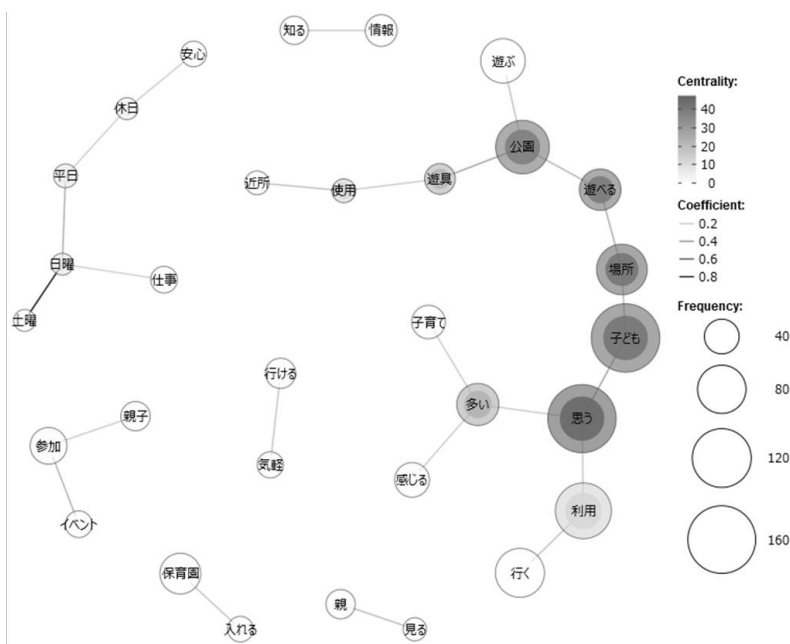 知る
情報
安心
遊ぶ
休日
公園
平日
近所
使用
遊具
遊べる
日曜
仕事
場所
土曜
子育て
子ども
行ける
多い
思う
親子
参加
気軽
感じる
イベント
利用
保育園
行く
入れる
親
見る
Centrality:
40
30
20
10
0
Coefficient:
0.2
0.4
0.6
0.8
Frequency:
40
80
120
160